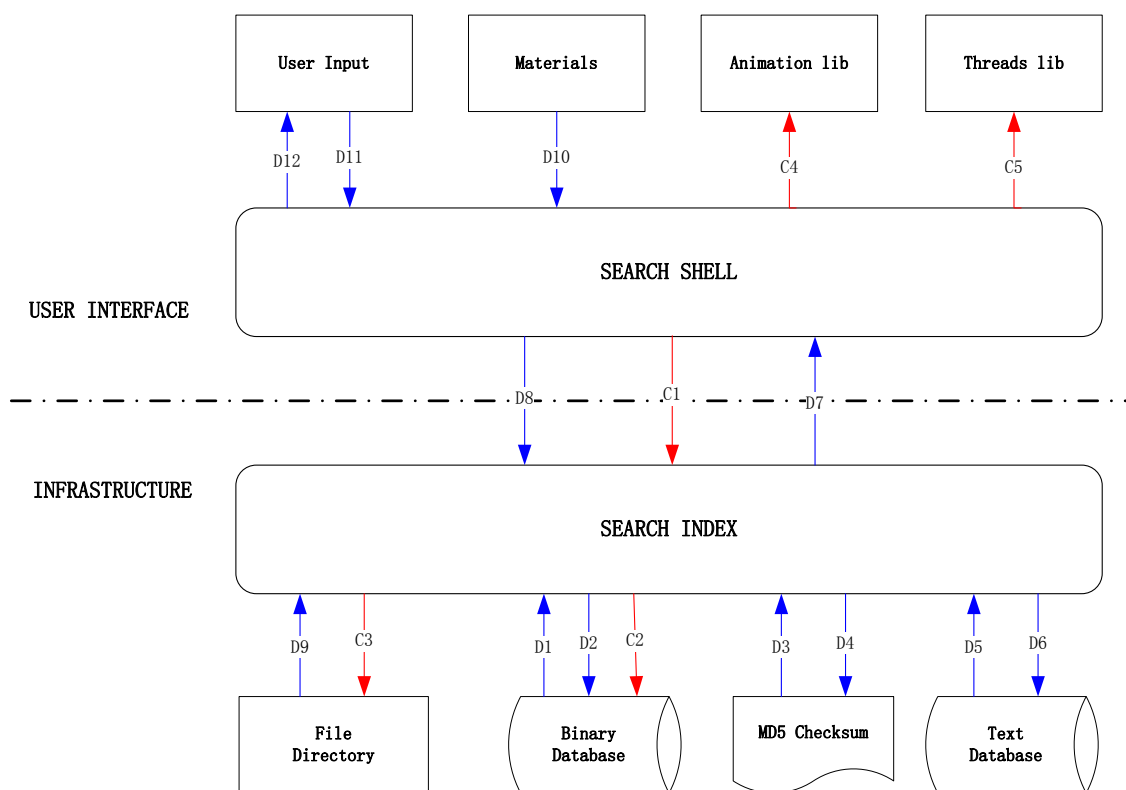 User Input
Materials
Animation lib
Threads lib
D12
D11
D10
C4
C5
SEARCH SHELL
USER INTERFACE
D8
C1
D7
INFRASTRUCTURE
SEARCH INDEX
D9
C3
D1
D2
C2
D3
D4
D5
D6
File
Directory
Binary
Database
MD5 Checksum
Text
Database